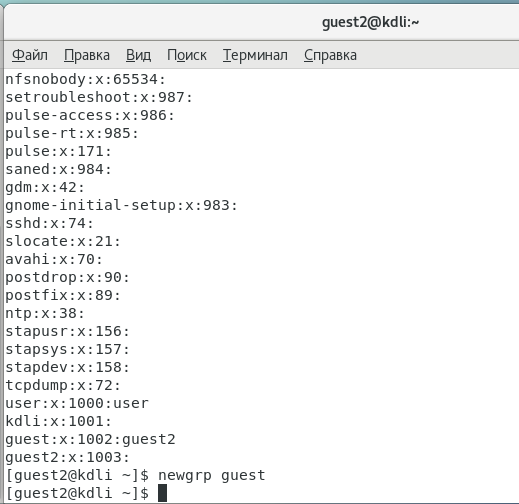 guest2@kdli:~
Файл Правка Вид Поиск Терминал Справка
nfsnobody:x:65534:
setroubleshoot:x:987:
pulse-access:x:986:
pulse-rt:x:985:
pulse:x:171:
saned:x:984:
gdm:x:42:
gnome-initial-setup:x:983:
sshd:x:74:
slocate:x:21:
avahi:x:70:
postdrop:x:90:
postfix:x:89:
ntp:x:38:
stapusr:x:156:
stapsys:x:157:
stapdev:x:158:
tcpdump:x:72:
user:x:1000:user
kdli:x:1001:
guest:x:1002:guest2
guest2:x:1003:
[guest2@kdli ~]$ newgrp guest
[guest2@kdli ~]$